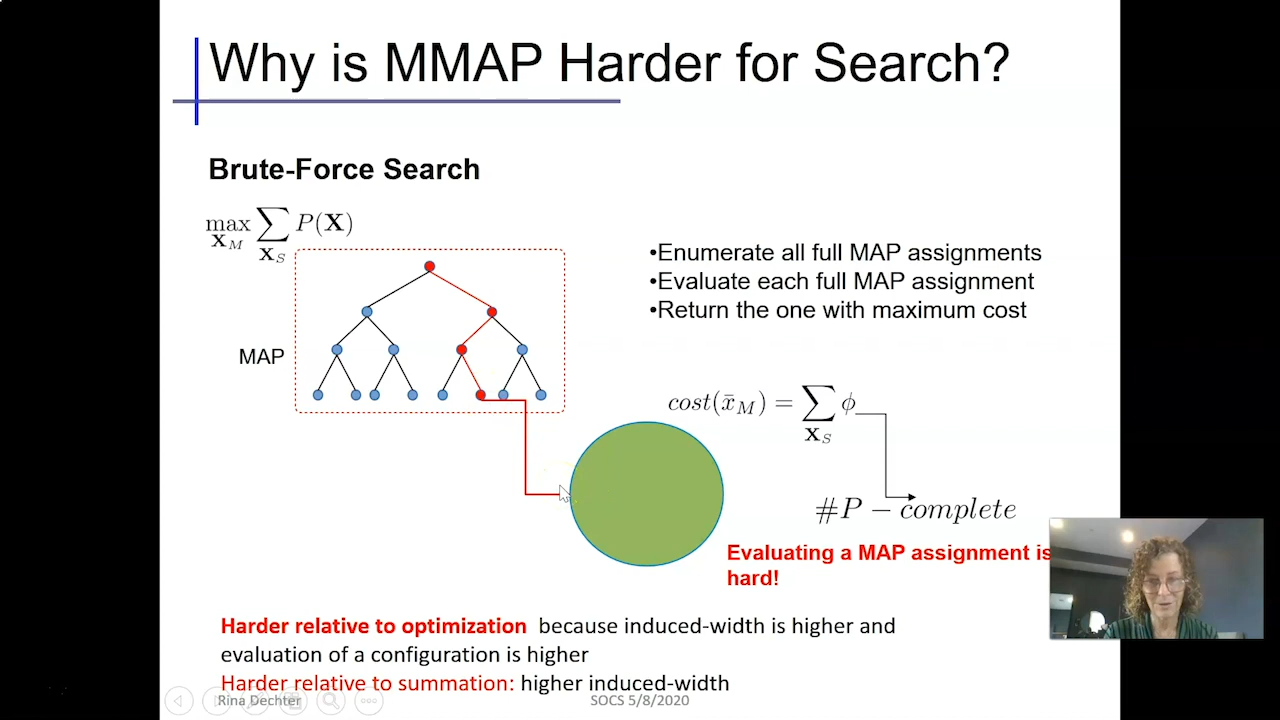 Why is MMAP Harder for Search?
Brute-Force Search
max_{X_M} ∑_{X_S} P(X)
•Enumerate all full MAP assignments
•Evaluate each full MAP assignment
•Return the one with maximum cost
MAP
cost(x̄_M) = ∑_{X_S} ϕ
#P − complete
Evaluating a MAP assignment is
hard!
Harder relative to optimization because induced-width is higher and
evaluation of a configuration is higher
Harder relative to summation: higher induced-width
Rina Dechter
SOCS 5/8/2020